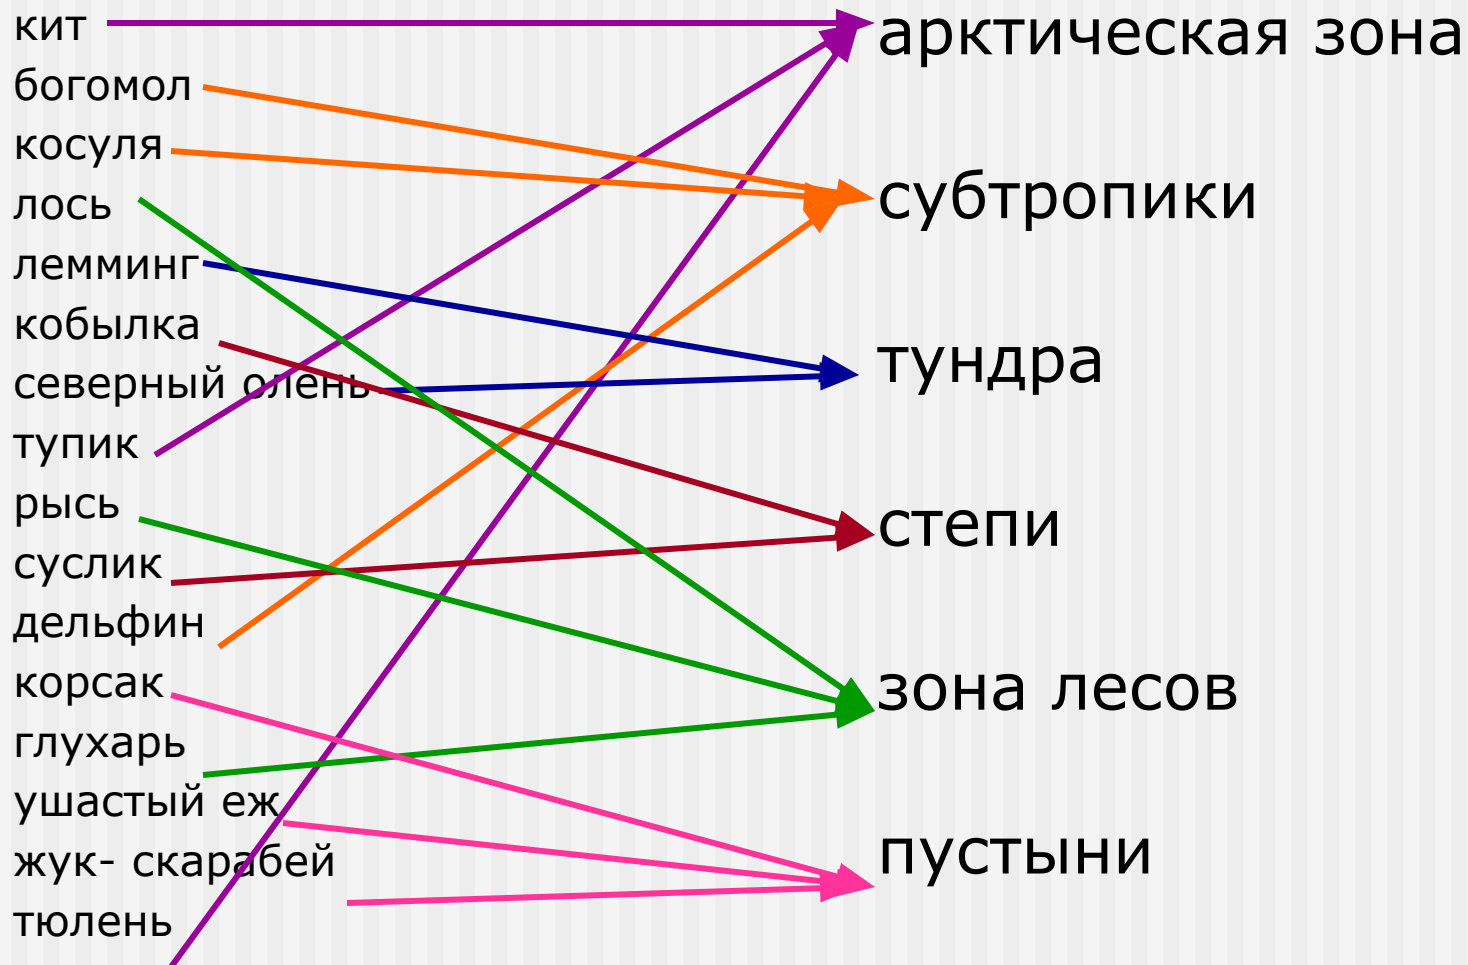 кит
богомол
косуля
лось
лемминг
кобылка
северный олень
тупик
рысь
суслик
дельфин
корсак
глухарь
ушастый еж
жук- скарабей
тюлень
арктическая зона
субтропики
тундра
степи
зона лесов
пустыни